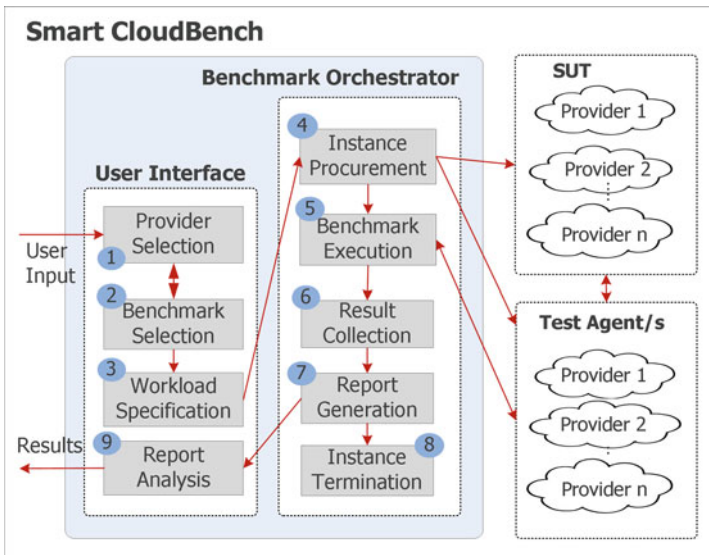 Smart CloudBench
Benchmark Orchestrator
User Interface
User
Input
1
Provider
Selection
2
Benchmark
Selection
3
Workload
Specification
9
Report
Analysis
Results
4
Instance
Procurement
5
Benchmark
Execution
6
Result
Collection
7
Report
Generation
8
Instance
Termination
SUT
Provider 1
Provider 2
Provider n
Test Agent/s
Provider 1
Provider 2
Provider n